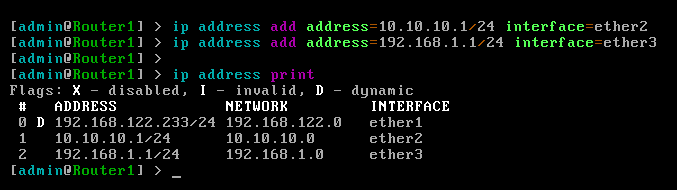 [admin@Router1] > ip address add address=10.10.10.1/24 interface=ether2
[admin@Router1] > ip address add address=192.168.1.1/24 interface=ether3
[admin@Router1] >
[admin@Router1] > ip address print
Flags: X - disabled, I - invalid, D - dynamic
# ADDRESS NETWORK INTERFACE
0 D 192.168.122.233/24 192.168.122.0 ether1
1 10.10.10.1/24 10.10.10.0 ether2
2 192.168.1.1/24 192.168.1.0 ether3
[admin@Router1] > _